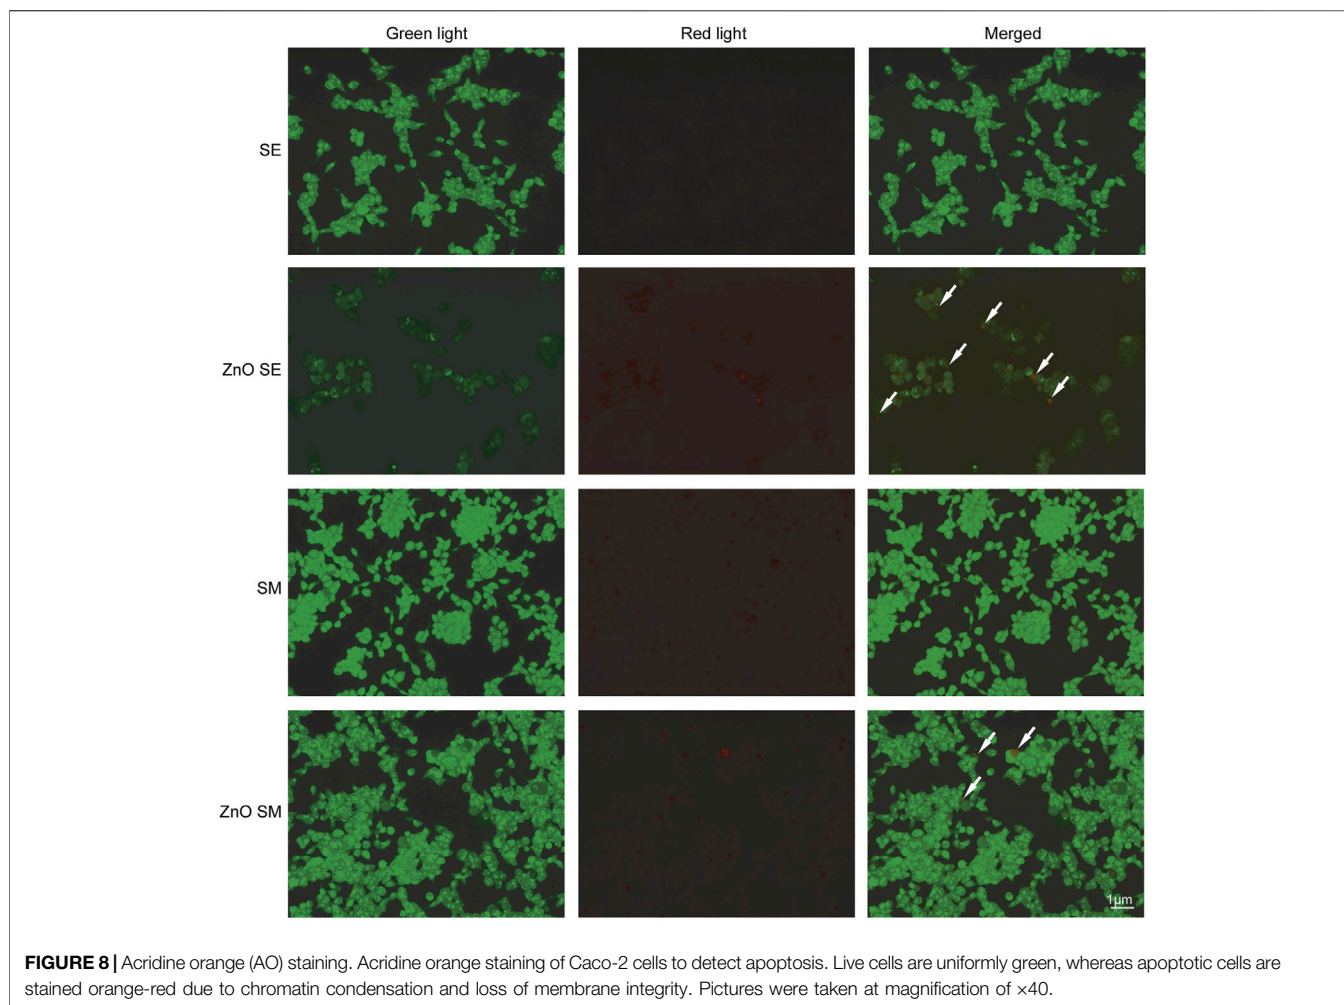 Green light Red light Merged
SE
ZnO SE
SM
ZnO SM
1μm
FIGURE 8 | Acridine orange (AO) staining. Acridine orange staining of Caco-2 cells to detect apoptosis. Live cells are uniformly green, whereas apoptotic cells are
stained orange-red due to chromatin condensation and loss of membrane integrity. Pictures were taken at magnification of ×40.